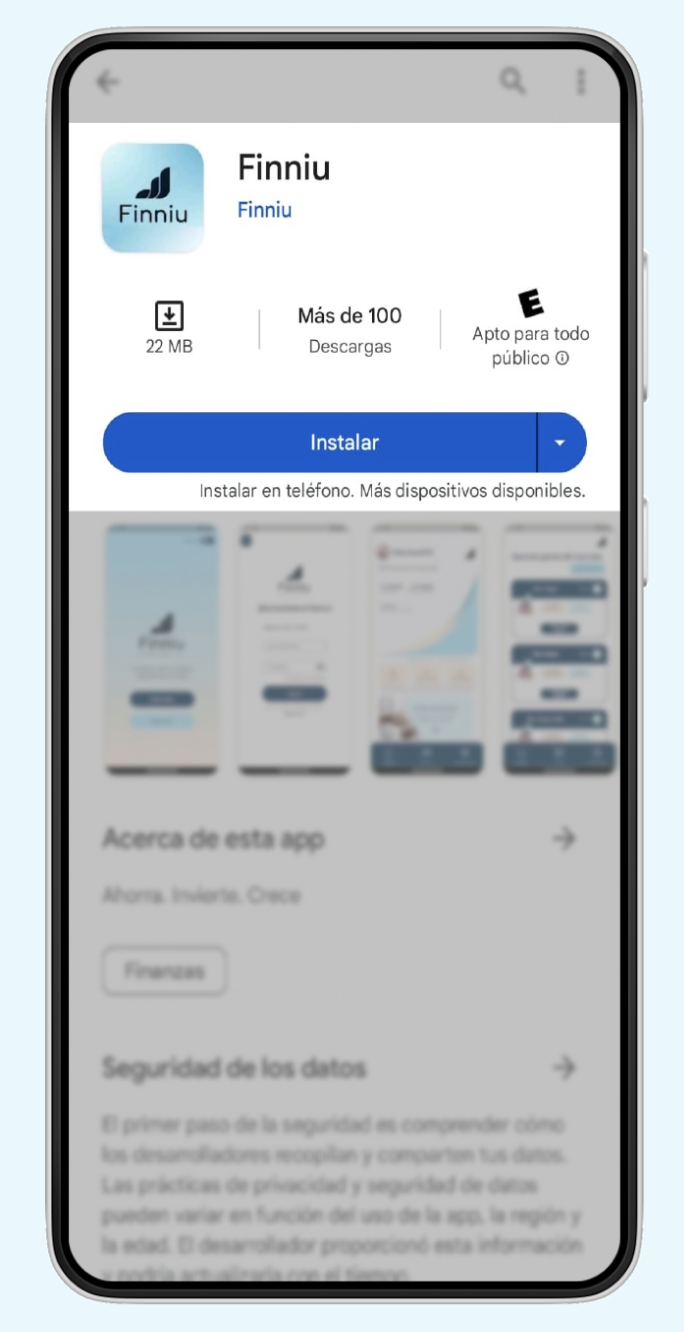 Finniu
Finniu
Finniu
22 MB
Más de 100
Descargas
E
Apto para todo
público
Instalar
Instalar en teléfono. Más dispositivos disponibles.
Finniu
Acerca de esta app
Ahorra. Invierte. Crece
Finanzas
Seguridad de los datos
El primer paso de la seguridad es comprender cómo
los desarrolladores recopilan y comparten tus datos.
Las prácticas de privacidad y seguridad de datos
pueden variar en función del uso de la app, la región y
la edad. El desarrollador proporcionó esta información
y podría actualizarla con el tiempo.